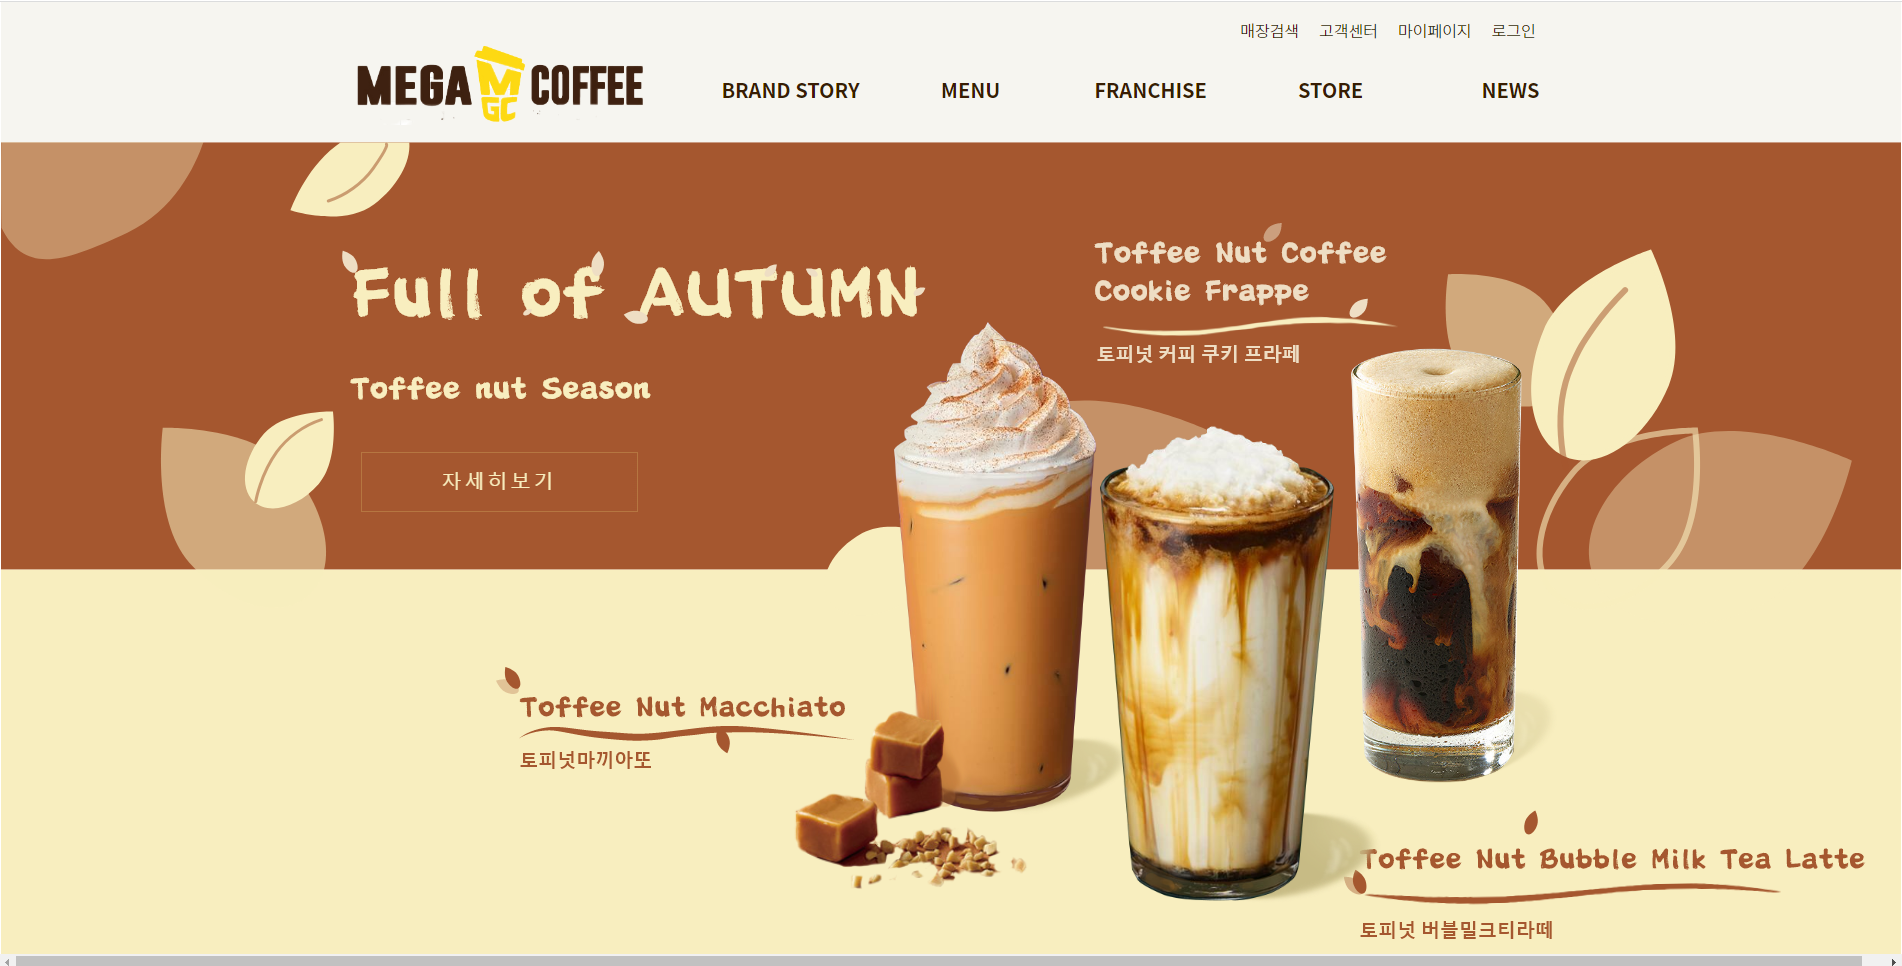 매장검색 고객센터 마이페이지 로그인
MEGA MGC COFFEE
BRAND STORY MENU FRANCHISE STORE NEWS
Full of AUTUMN
Toffee nut Season
자세히보기
Toffee Nut Coffee
Cookie Frappe
토피넛 커피 쿠키 프라페
Toffee Nut Macchiato
토피넛마끼아또
Toffee Nut Bubble Milk Tea Latte
토피넛 버블밀크티라떼